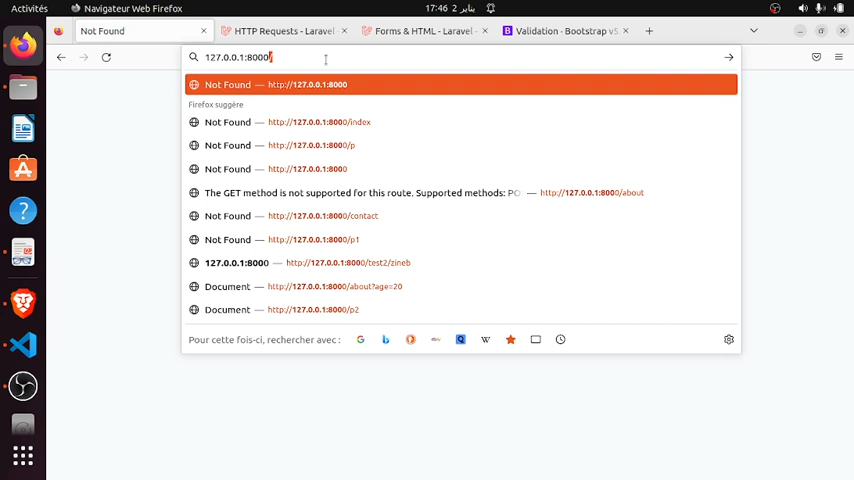 Activités
Navigateur Web Firefox
17:46 2 يناير
Not Found
HTTP Requests - Laravel -
Forms & HTML - Laravel -
Validation · Bootstrap v5.
127.0.0.1:8000/
Not Found — http://127.0.0.1:8000
Firefox suggère
Not Found — http://127.0.0.1:8000/index
Not Found — http://127.0.0.1:8000/p
Not Found — http://127.0.0.1:8000
The GET method is not supported for this route. Supported methods: PO — http://127.0.0.1:8000/about
Not Found — http://127.0.0.1:8000/contact
Not Found — http://127.0.0.1:8000/p1
127.0.0.1:8000 — http://127.0.0.1:8000/test2/zineb
Document — http://127.0.0.1:8000/about?age=20
Document — http://127.0.0.1:8000/p2
Pour cette fois-ci, rechercher avec :